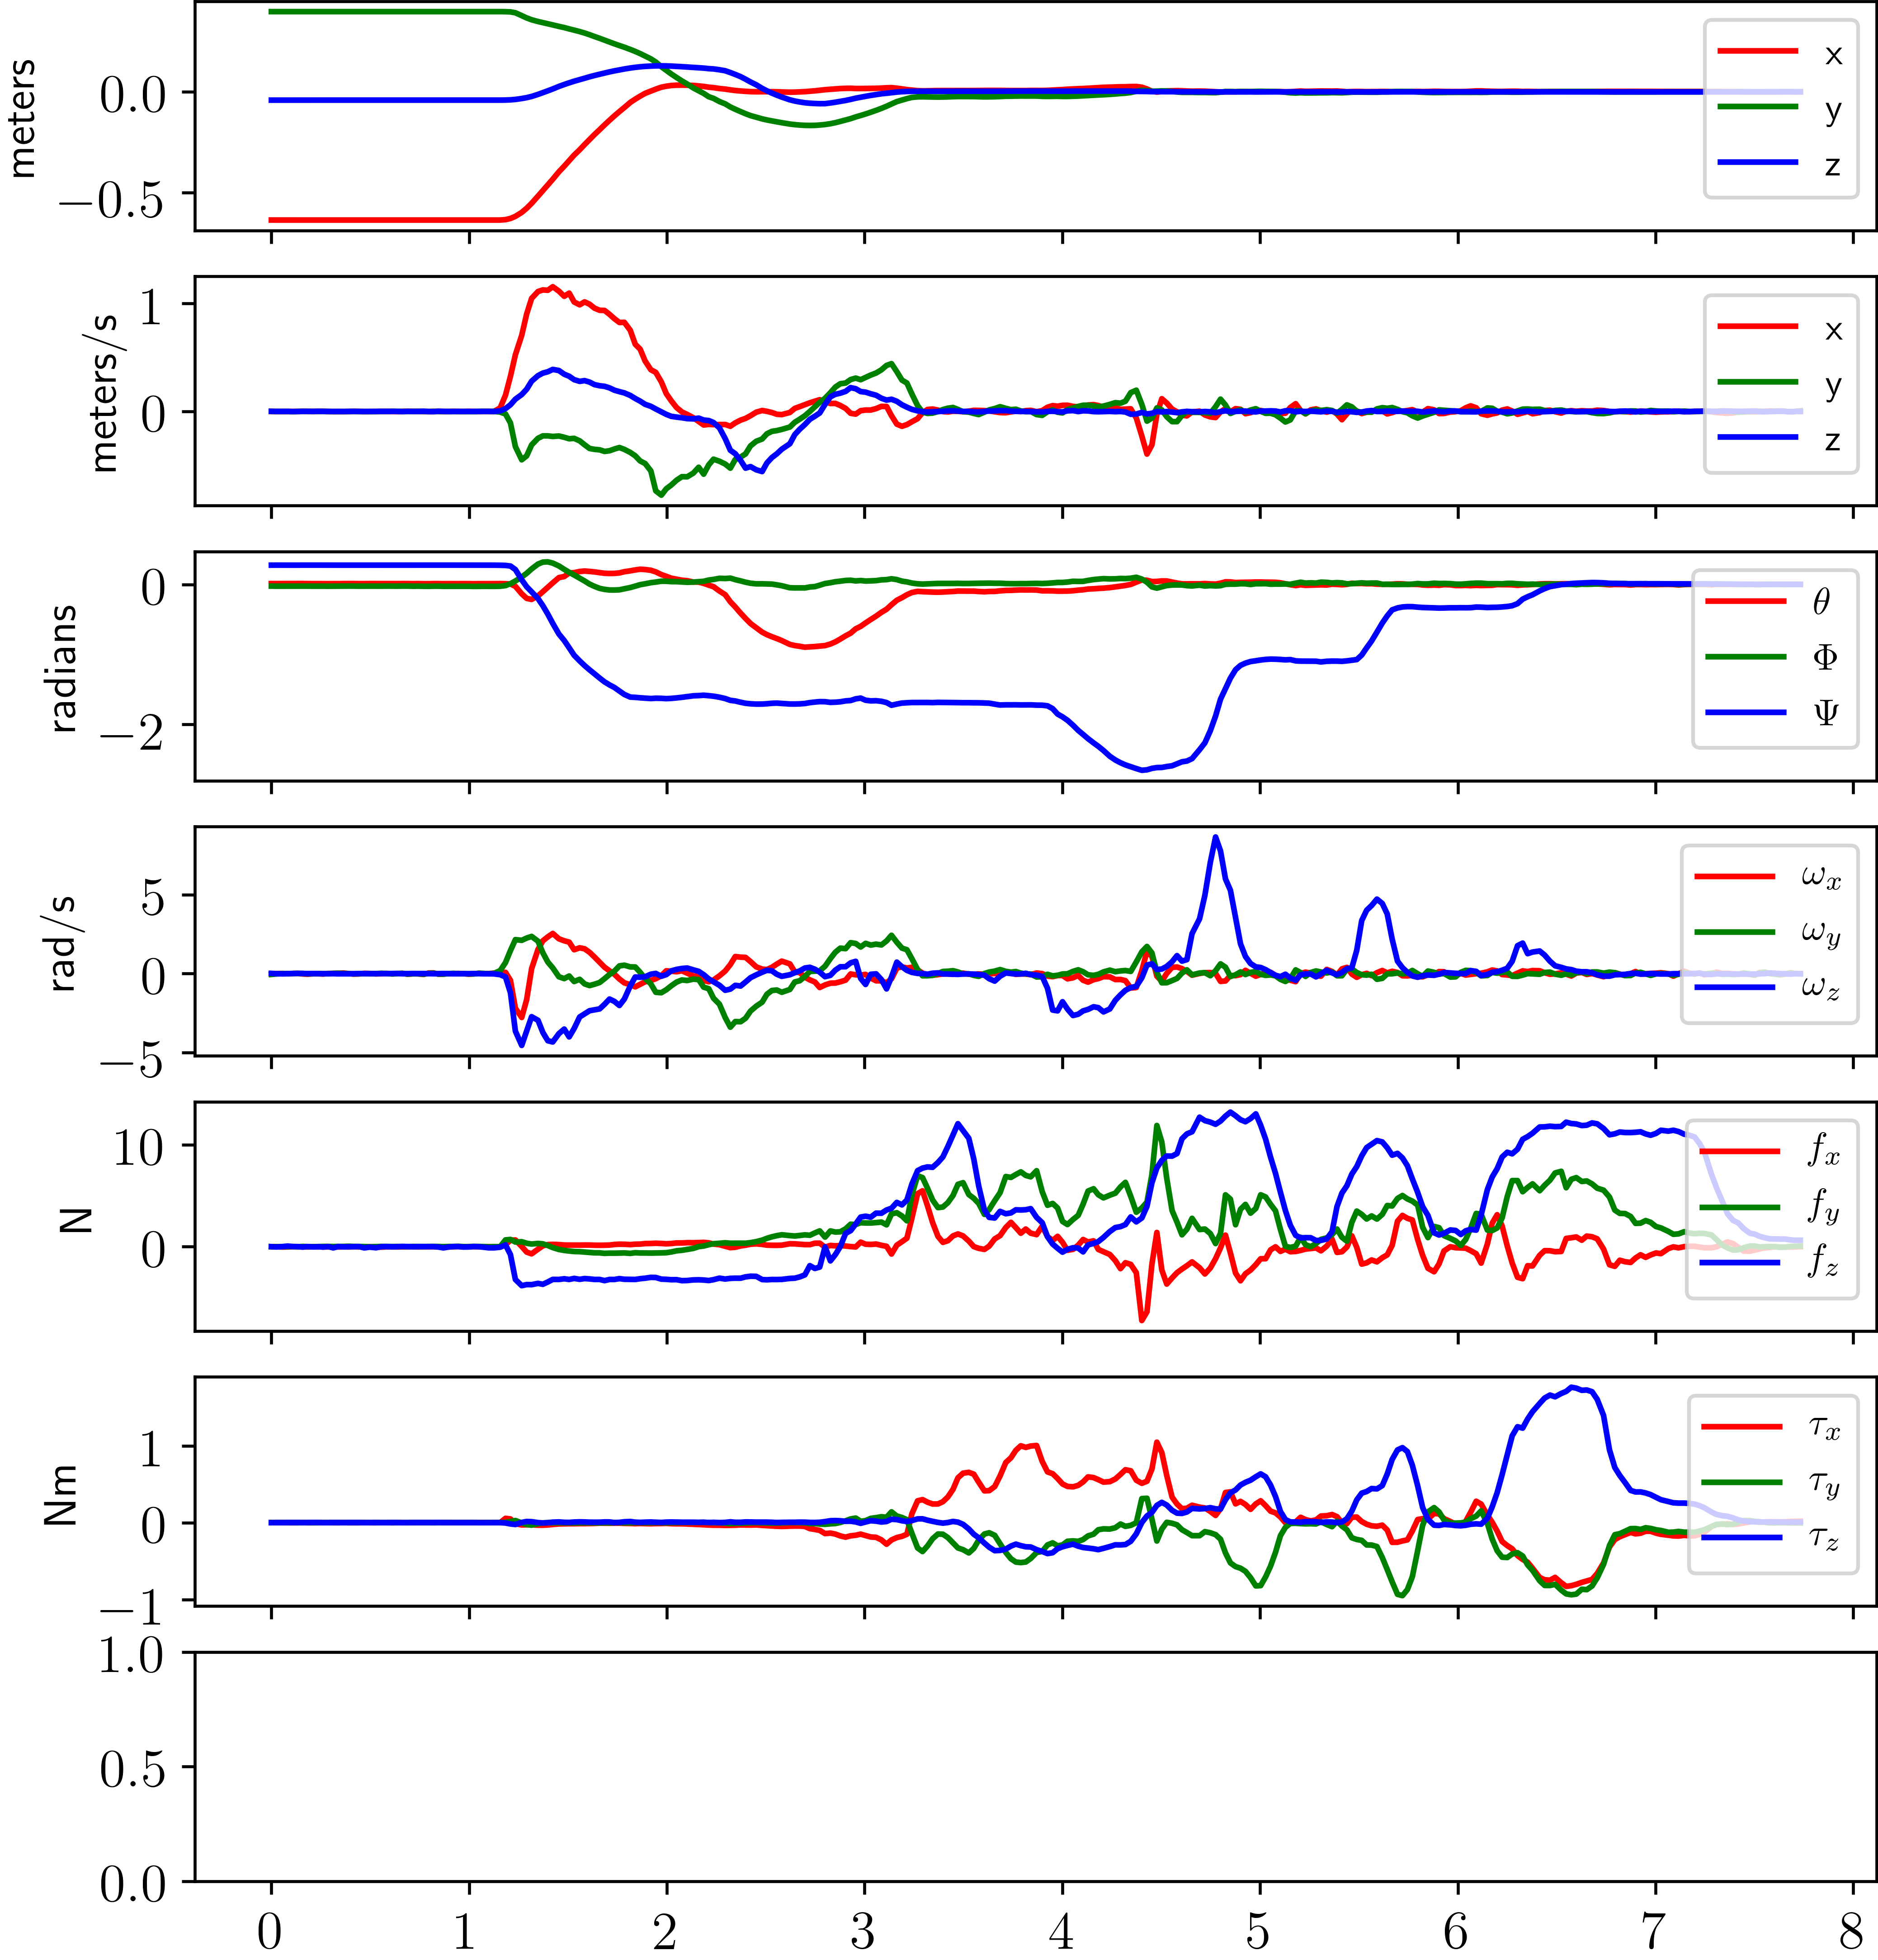 meters
0.0
−0.5
x
y
z
meters/s
1
0
x
y
z
radians
0
−2
θ
Φ
Ψ
rad/s
5
0
−5
ω_x
ω_y
ω_z
N
10
0
f_x
f_y
f_z
Nm
1
0
−1
τ_x
τ_y
τ_z
1.0
0.5
0.0
0 1 2 3 4 5 6 7 8